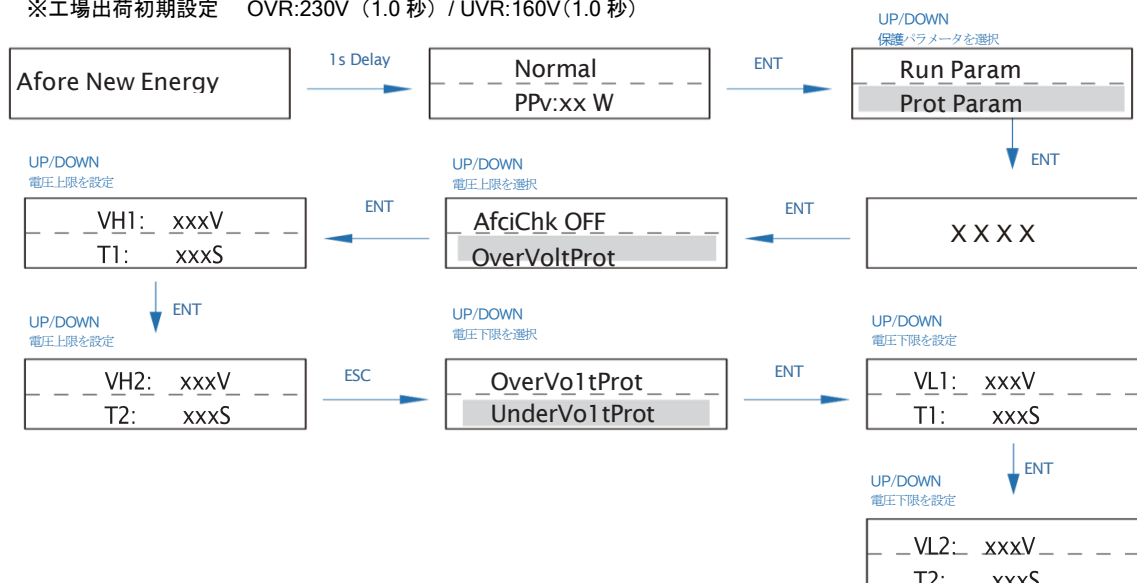 ※工場出荷初期設定 OVR:230V（1.0 秒）/ UVR:160V(1.0 秒)
Afore New Energy
1s Delay
Normal
PPv:xx W
ENT
UP/DOWN
保護パラメータを選択
Run Param
Prot Param
ENT
XXXX
ENT
UP/DOWN
電圧上限を選択
AfciChk OFF
OverVoltProt
ENT
UP/DOWN
電圧上限を設定
VH1: xxxV
T1: xxxS
ENT
UP/DOWN
電圧上限を設定
VH2: xxxV
T2: xxxS
ESC
UP/DOWN
電圧下限を選択
OverVo1tProt
UnderVo1tProt
ENT
UP/DOWN
電圧下限を設定
VL1: xxxV
T1: xxxS
ENT
UP/DOWN
電圧下限を設定
VL2: xxxV
T2: xxxS